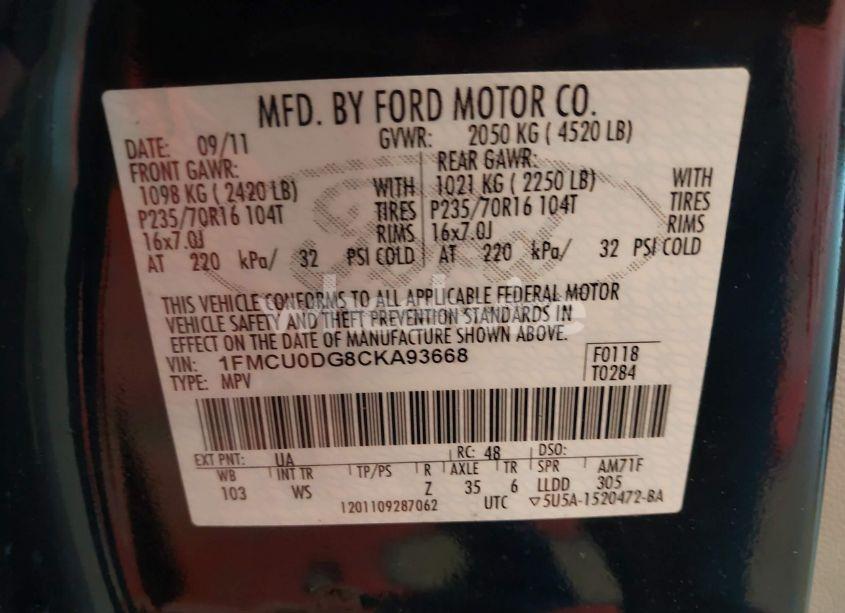 MFD. BY FORD MOTOR CO.
DATE: 09/11 GVWR: 2050 KG ( 4520 LB)
FRONT GAWR: REAR GAWR:
1098 KG ( 2420 LB) WITH 1021 KG ( 2250 LB) WITH
P235/70R16 104T TIRES P235/70R16 104T TIRES
16x7.0J RIMS 16x7.0J RIMS
AT 220 kPa/ 32 PSI COLD AT 220 kPa/ 32 PSI COLD
THIS VEHICLE CONFORMS TO ALL APPLICABLE FEDERAL MOTOR
VEHICLE SAFETY AND THEFT PREVENTION STANDARDS IN
EFFECT ON THE DATE OF MANUFACTURE SHOWN ABOVE.
VIN: 1FMCU0DG8CKA93668 F0118
TYPE: MPV T0284
EXT PNT: UA RC: 48 DSO:
WB INT TR TP/PS R AXLE TR SPR AM71F
103 WS Z 35 6 LLDD 305
1201109287062 UTC ▽5U5A-1520472-BA